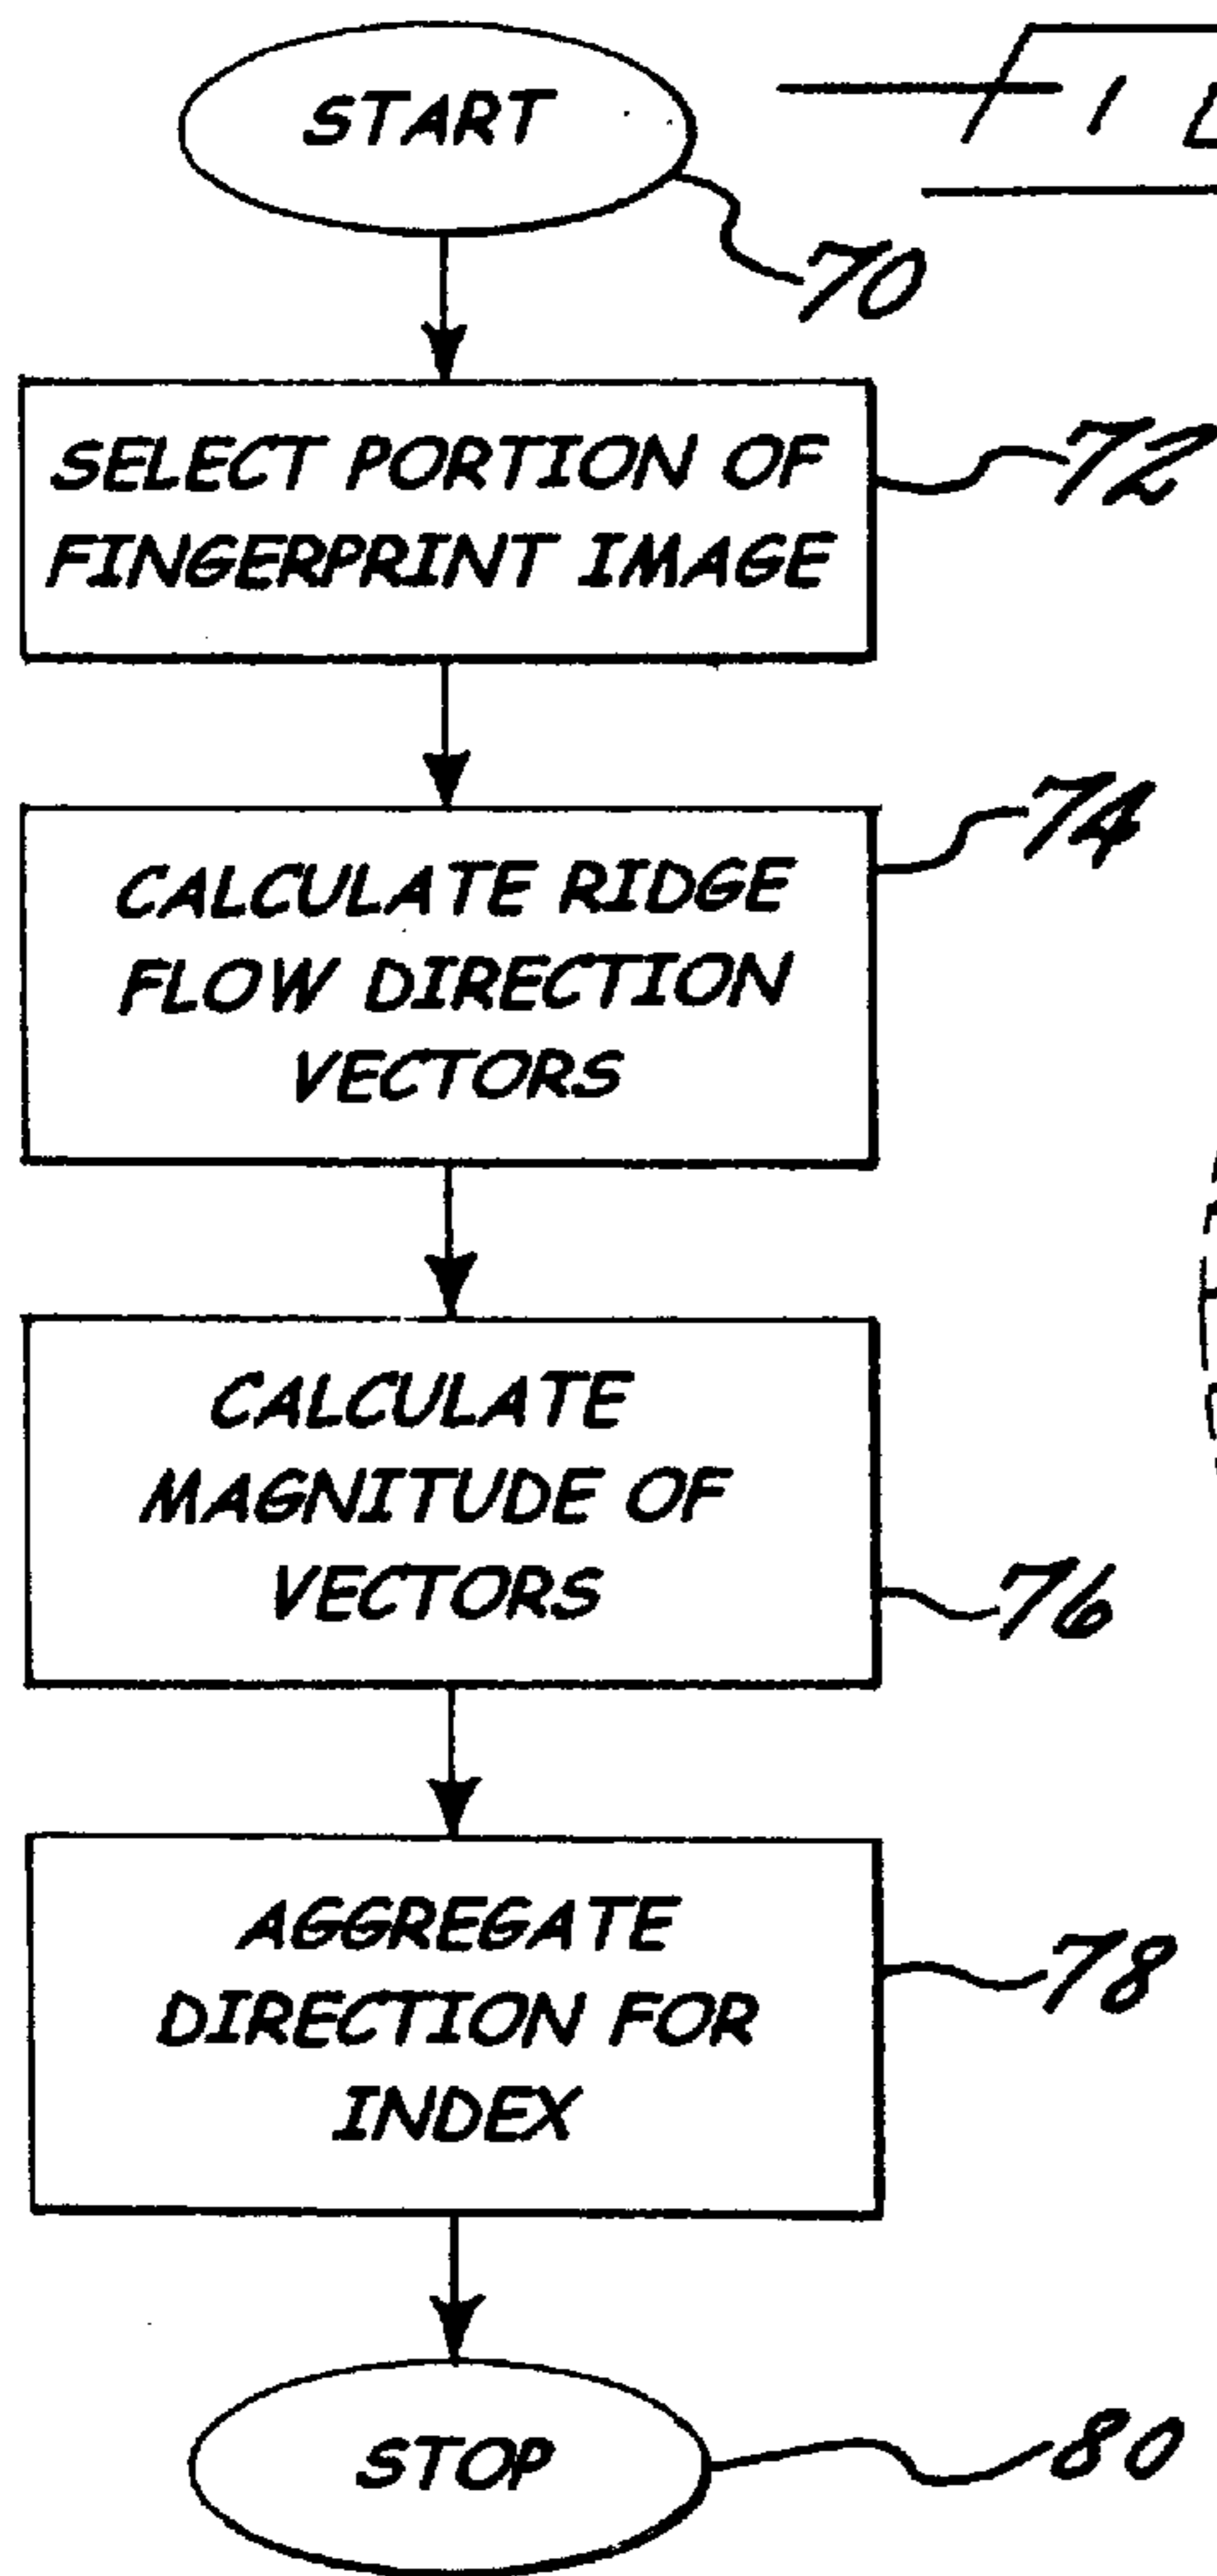 START
70
SELECT PORTION OF
FINGERPRINT IMAGE
72
CALCULATE RIDGE
FLOW DIRECTION
VECTORS
74
CALCULATE
MAGNITUDE OF
VECTORS
76
AGGREGATE
DIRECTION FOR
INDEX
78
STOP
80